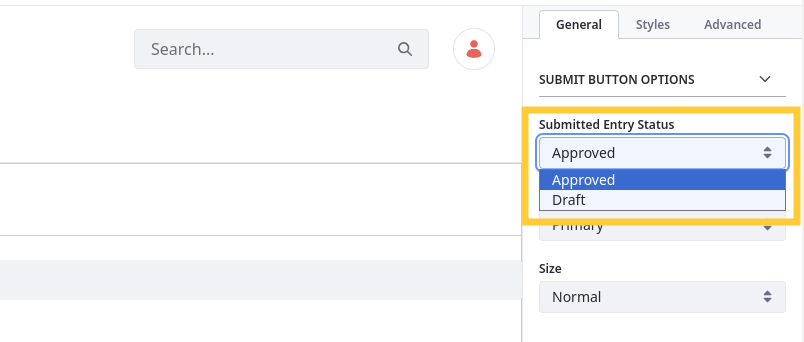 General Styles Advanced
Search...
SUBMIT BUTTON OPTIONS
Submitted Entry Status
Approved
Approved
Draft
Primary
Size
Normal